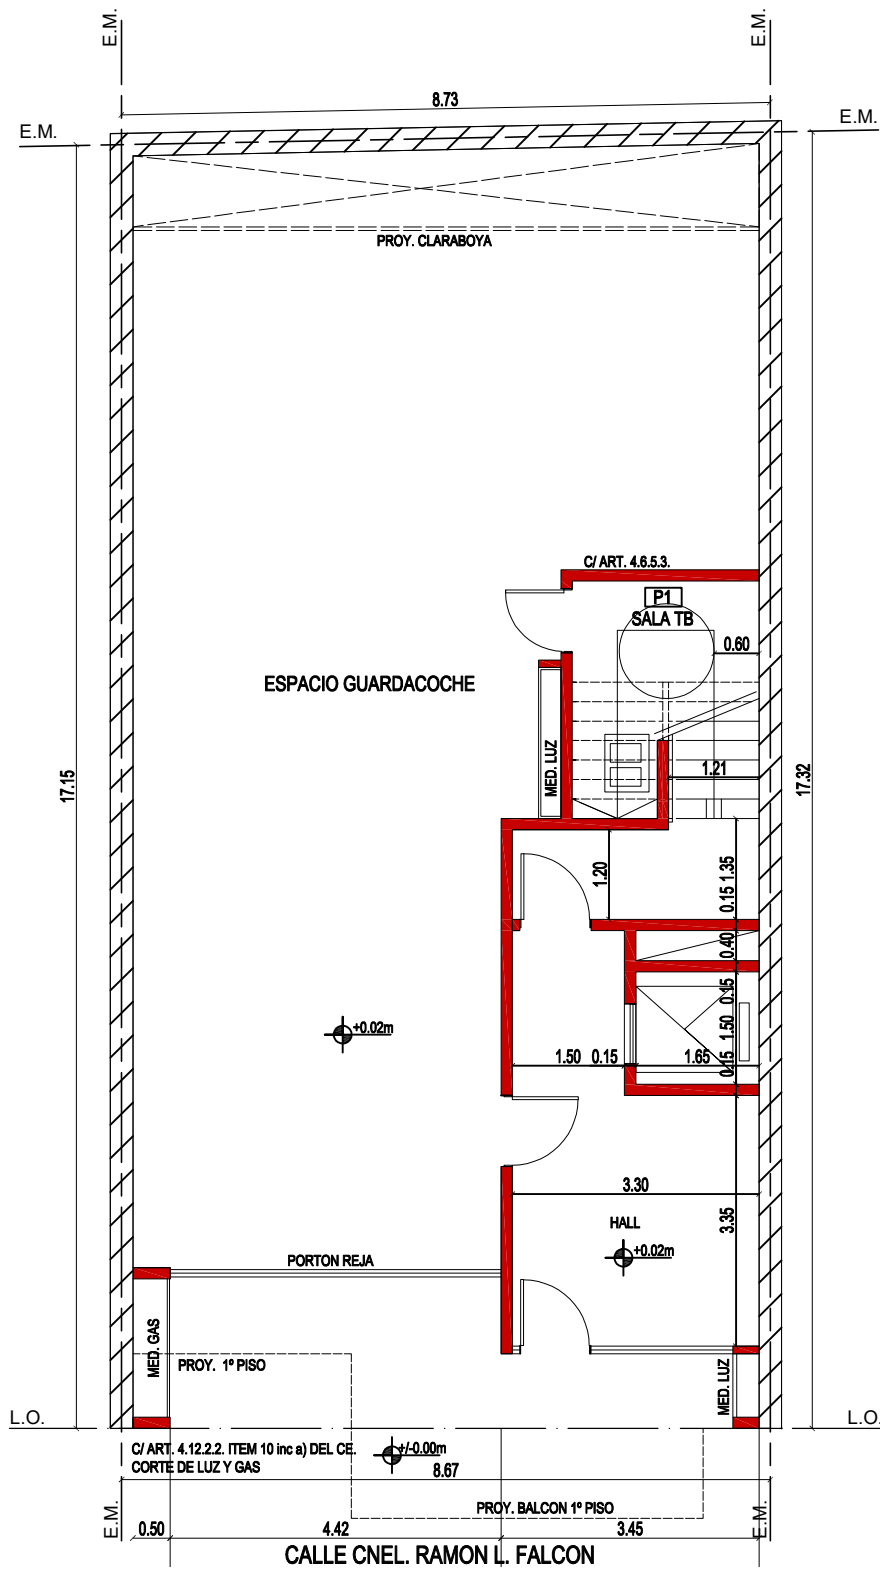 E.M.
E.M.
8.73
E.M.
E.M.
PROY. CLARABOYA
C/ ART. 4.6.5.3.
P1
SALA TB
0.60
ESPACIO GUARDACOCHE
MED. LUZ
1.21
17.15
17.32
1.20
1.35
0.15
0.40
0.15
1.50
0.15
+0.02m
1.50
0.15
1.65
3.30
3.35
HALL
+0.02m
PORTON REJA
MED. GAS
PROY. 1º PISO
MED. LUZ
L.O.
L.O.
C/ ART. 4.12.2.2. ITEM 10 inc a) DEL CE.
CORTE DE LUZ Y GAS
+/-0.00m
8.67
PROY. BALCON 1º PISO
E.M.
E.M.
0.50
4.42
3.45
CALLE CNEL. RAMON L. FALCON